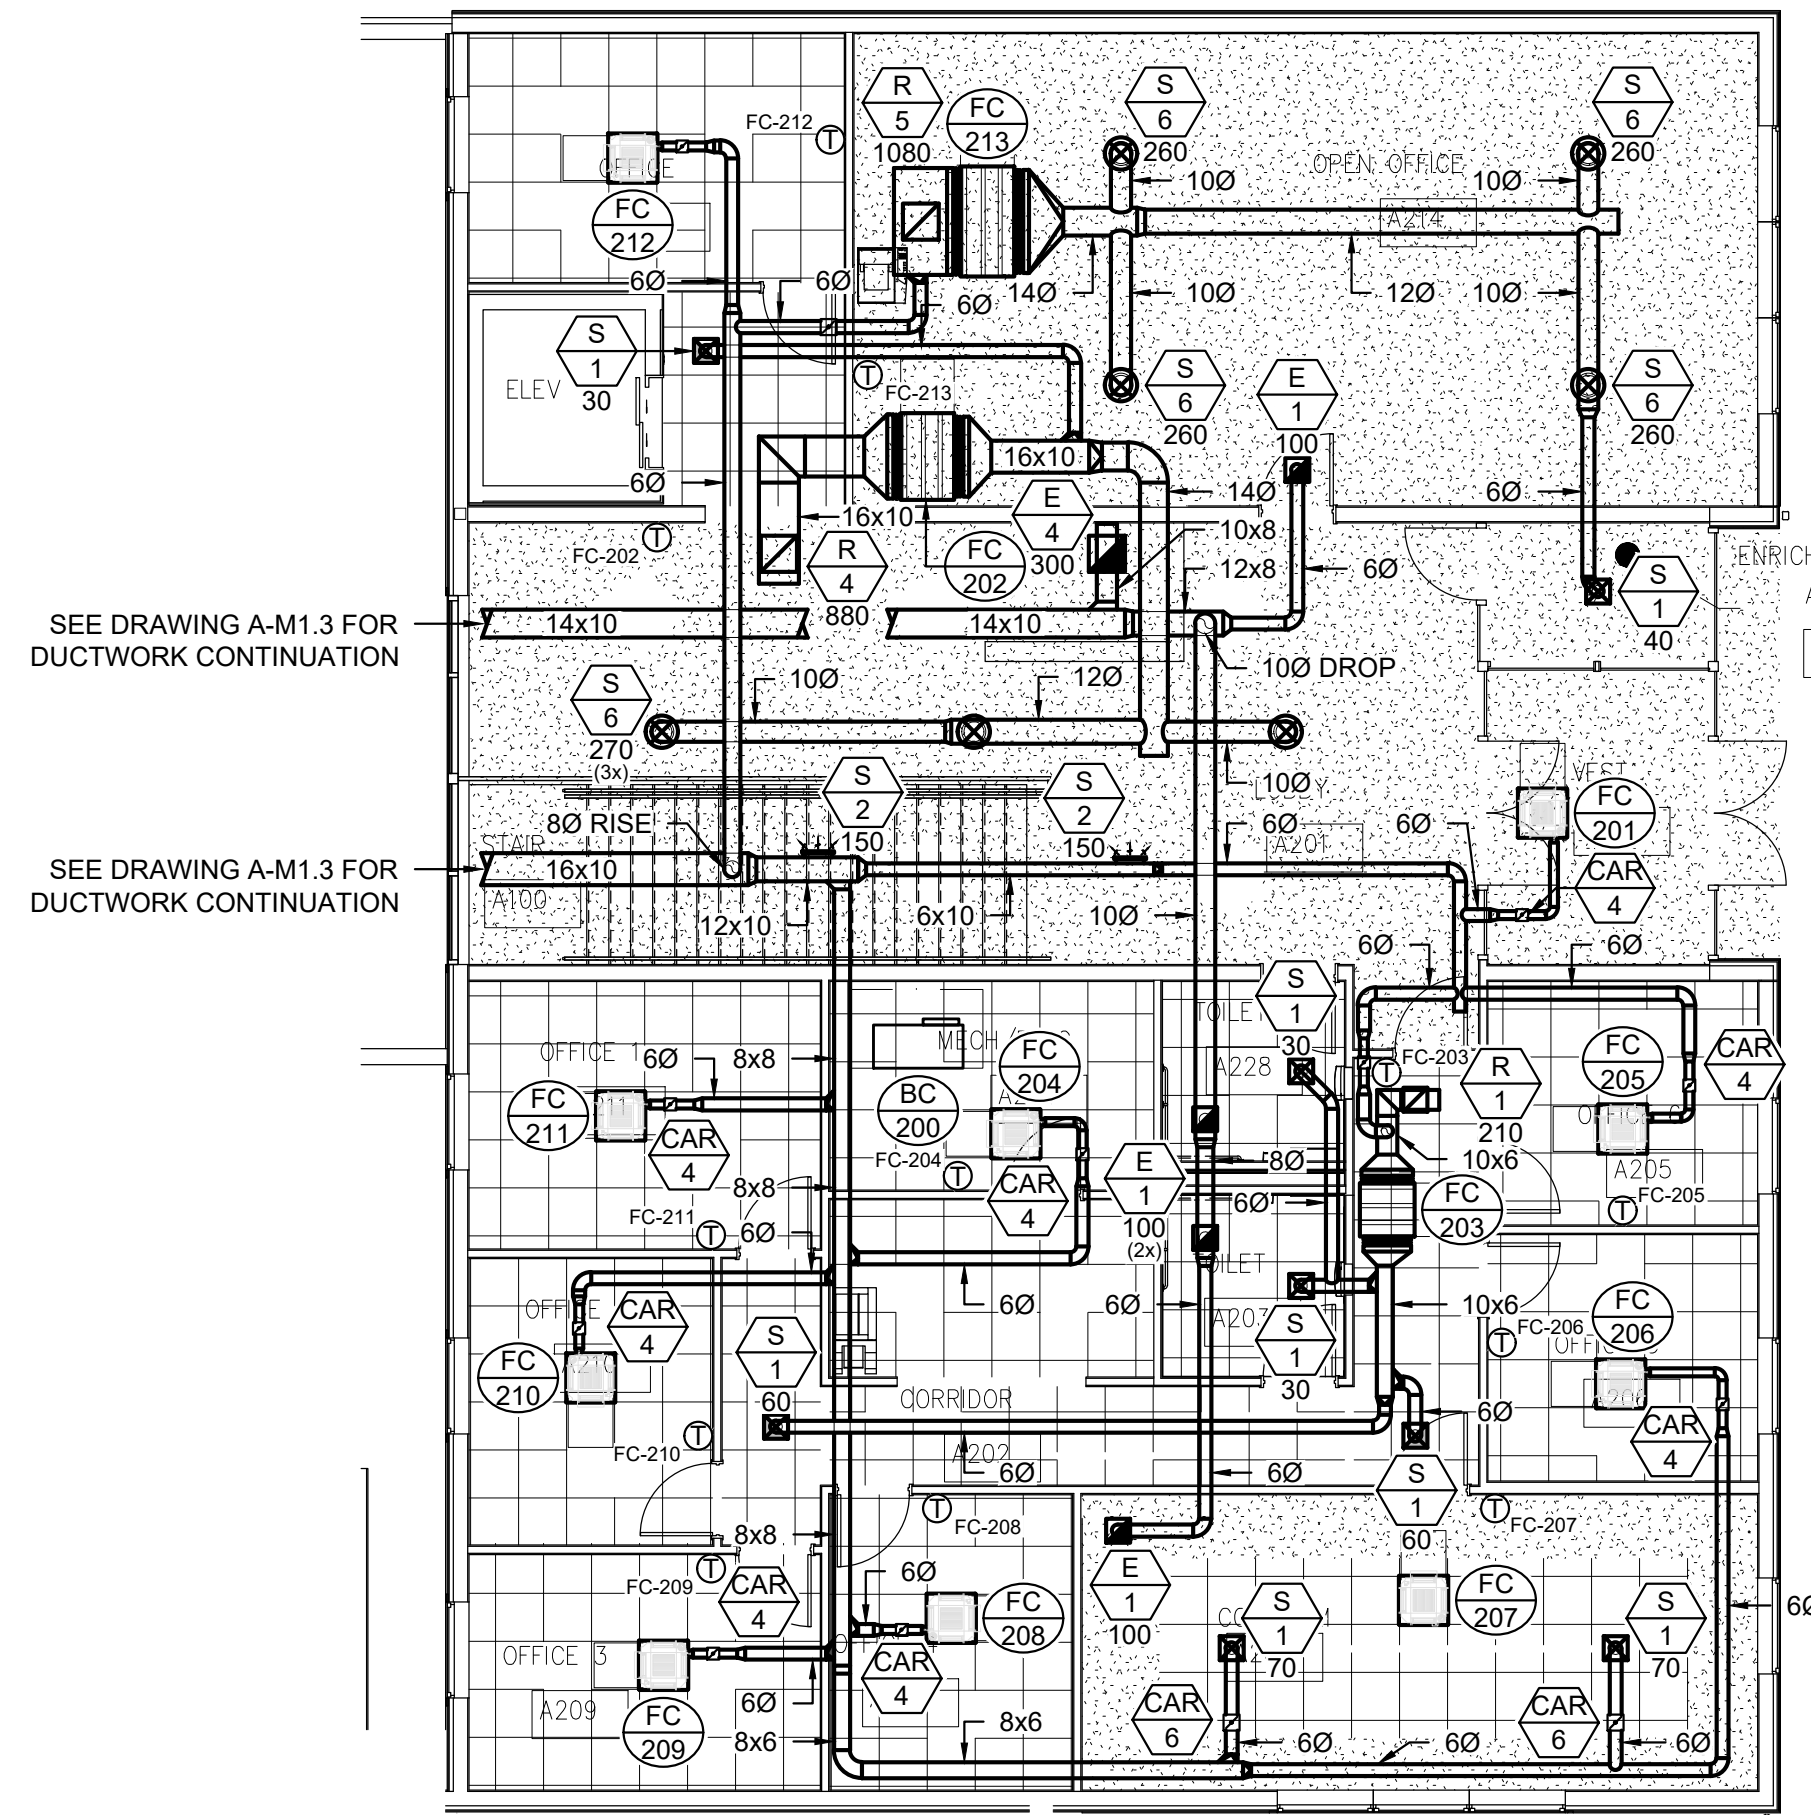 R
5
1080
FC
213
S
6
260
S
6
260
FC-212
T
OFFICE
OPEN OFFICE
A214
10Ø
10Ø
FC
212
6Ø
6Ø
6Ø
14Ø
10Ø
12Ø
10Ø
S
1
30
ELEV
T
FC-213
S
6
260
E
1
100
S
6
260
16x10
6Ø
16x10
E
4
300
14Ø
10x8
6Ø
FC-202
T
R
4
880
FC
202
12x8
6Ø
ENRICH
S
1
40
SEE DRAWING A-M1.3 FOR
DUCTWORK CONTINUATION
14x10
14x10
10Ø DROP
S
6
270
(3x)
10Ø
12Ø
S
2
150
S
2
150
10Ø
VEST
FC
201
STAIR
8Ø RISE
6Ø
6Ø
A201
SEE DRAWING A-M1.3 FOR
DUCTWORK CONTINUATION
16x10
A100
CAR
4
12x10
6x10
10Ø
6Ø
6Ø
S
1
30
OFFICE 1
6Ø
8x8
MECH
FC
204
A228
FC-203
T
R
1
210
FC
205
CAR
4
FC
211
BC
200
CAR
4
FC-204
T
CAR
4
E
1
100
(2x)
8Ø
10x6
A205
FC-205
T
8x8
FC-211
T
6Ø
6Ø
FC
203
OFFICE
CAR
4
6Ø
6Ø
10x6
FC-206
T
FC
206
FC
210
S
1
60
S
1
30
CORRIDOR
A202
FC-210
T
6Ø
6Ø
6Ø
CAR
4
S
1
60
8x8
T
FC-208
T
FC-207
FC-209
T
CAR
4
6Ø
FC
208
E
1
100
S
1
70
FC
207
S
1
70
6Ø
OFFICE 3
A209
FC
209
6Ø
8x6
CAR
4
8x6
CAR
6
6Ø
6Ø
CAR
6
6Ø